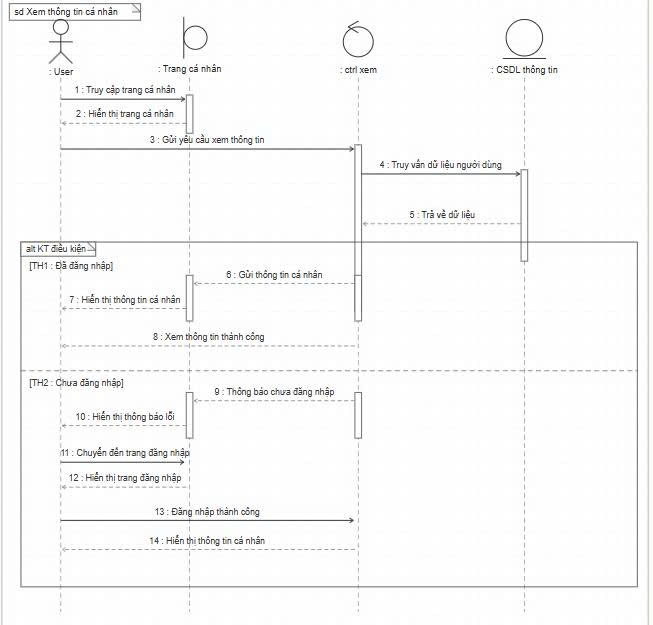 sd Xem thông tin cá nhân
: User
: Trang cá nhân
: ctrl xem
: CSDL thông tin
1 : Truy cập trang cá nhân
2 : Hiển thị trang cá nhân
3 : Gửi yêu cầu xem thông tin
4 : Truy vấn dữ liệu người dùng
5 : Trả về dữ liệu
alt KT điều kiện
[TH1 : Đã đăng nhập]
6 : Gửi thông tin cá nhân
7 : Hiển thị thông tin cá nhân
8 : Xem thông tin thành công
[TH2 : Chưa đăng nhập]
9 : Thông báo chưa đăng nhập
10 : Hiển thị thông báo lỗi
11 : Chuyển đến trang đăng nhập
12 : Hiển thị trang đăng nhập
13 : Đăng nhập thành công
14 : Hiển thị thông tin cá nhân